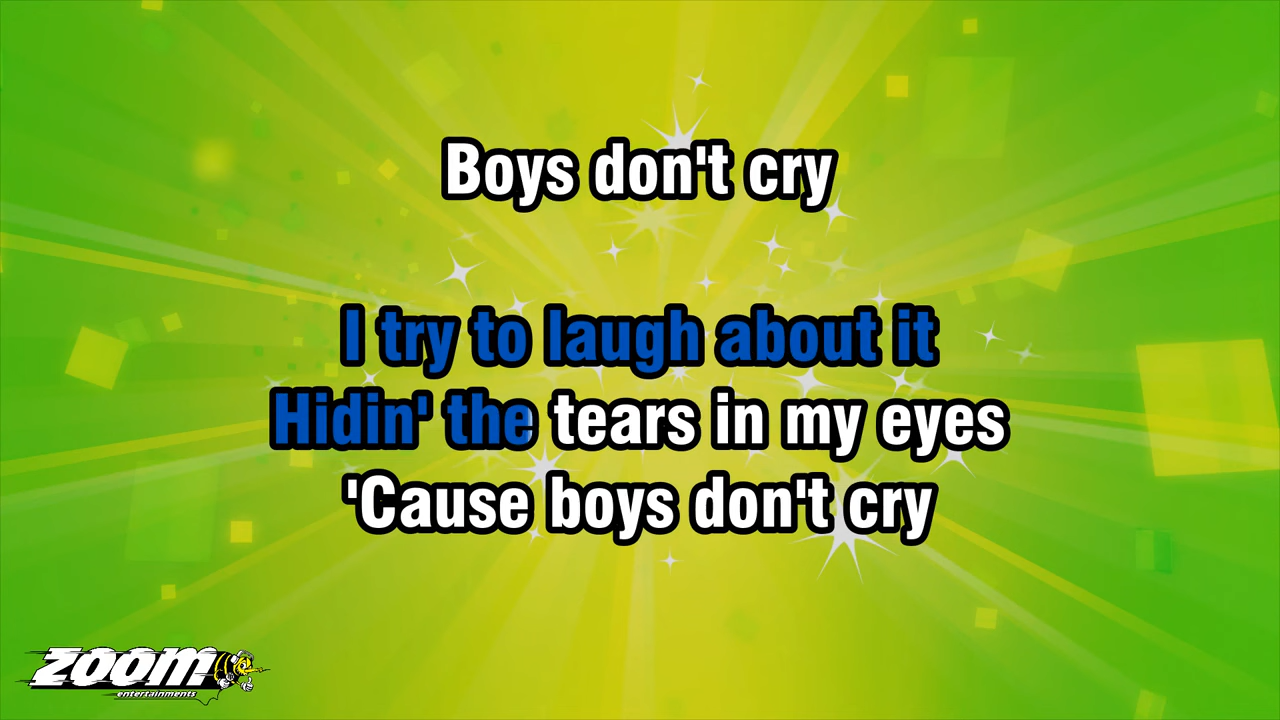 Boys don't cry
I try to laugh about it
Hidin' the tears in my eyes
'Cause boys don't cry
ZOOM
entertainments